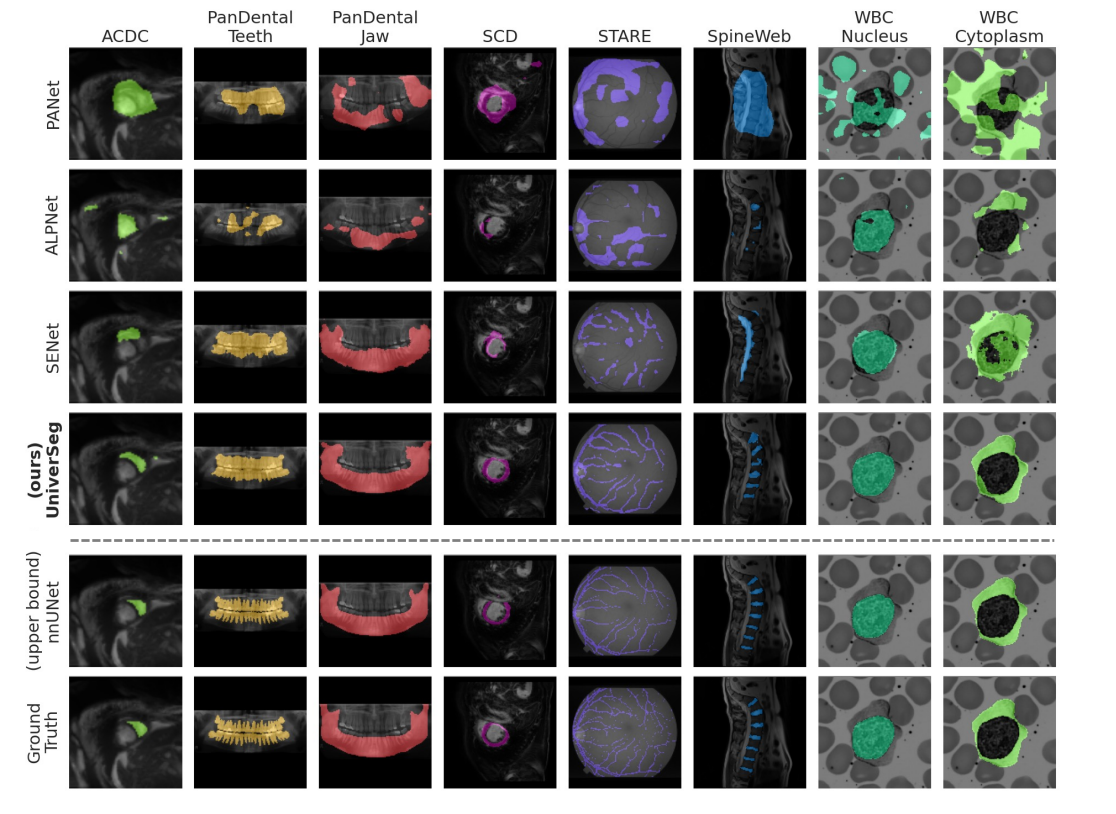 ACDC
PanDental
Teeth
PanDental
Jaw
SCD
STARE
SpineWeb
WBC
Nucleus
WBC
Cytoplasm
PANet
ALPNet
SENet
(ours)
UniverSeg
(upper bound)
nnUNet
Ground
Truth